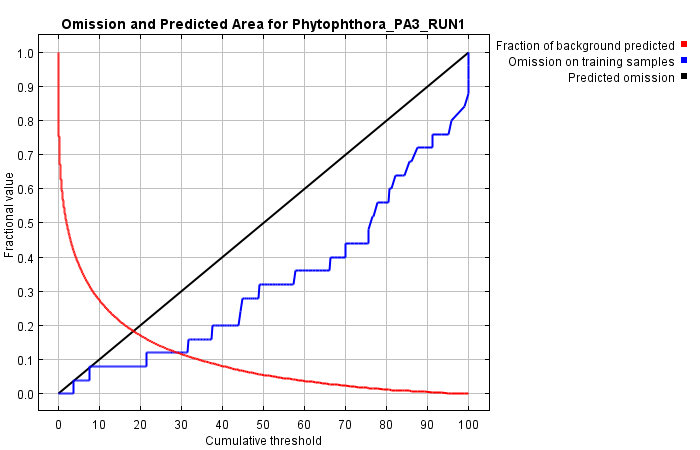 Omission and Predicted Area for Phytophthora_PA3_RUN1
Fraction of background predicted
Omission on training samples
Predicted omission
Fractional value
1.0
0.9
0.8
0.7
0.6
0.5
0.4
0.3
0.2
0.1
0.0
0 10 20 30 40 50 60 70 80 90 100
Cumulative threshold